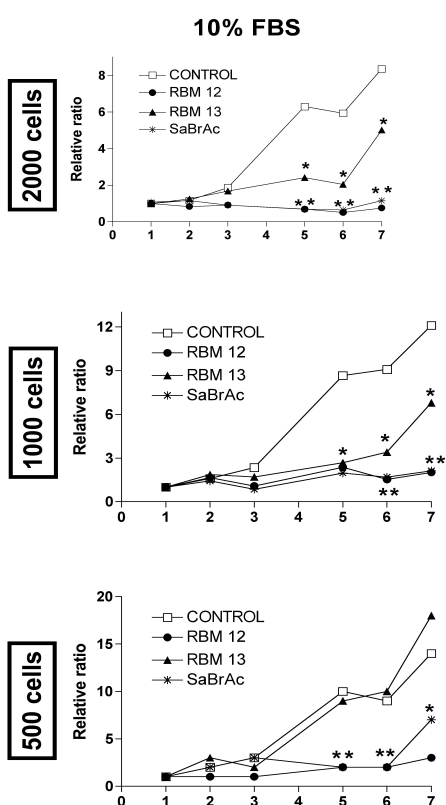 10% FBS
2000 cells
Relative ratio
8
6
4
2
0
CONTROL
RBM 12
RBM 13
SaBrAc
*
*
*
**
**
**
0 1 2 3 4 5 6 7
1000 cells
Relative ratio
12
9
6
3
0
CONTROL
RBM 12
RBM 13
SaBrAc
*
*
*
**
**
0 1 2 3 4 5 6 7
500 cells
Relative ratio
20
15
10
5
0
CONTROL
RBM 12
RBM 13
SaBrAc
**
**
*
0 1 2 3 4 5 6 7